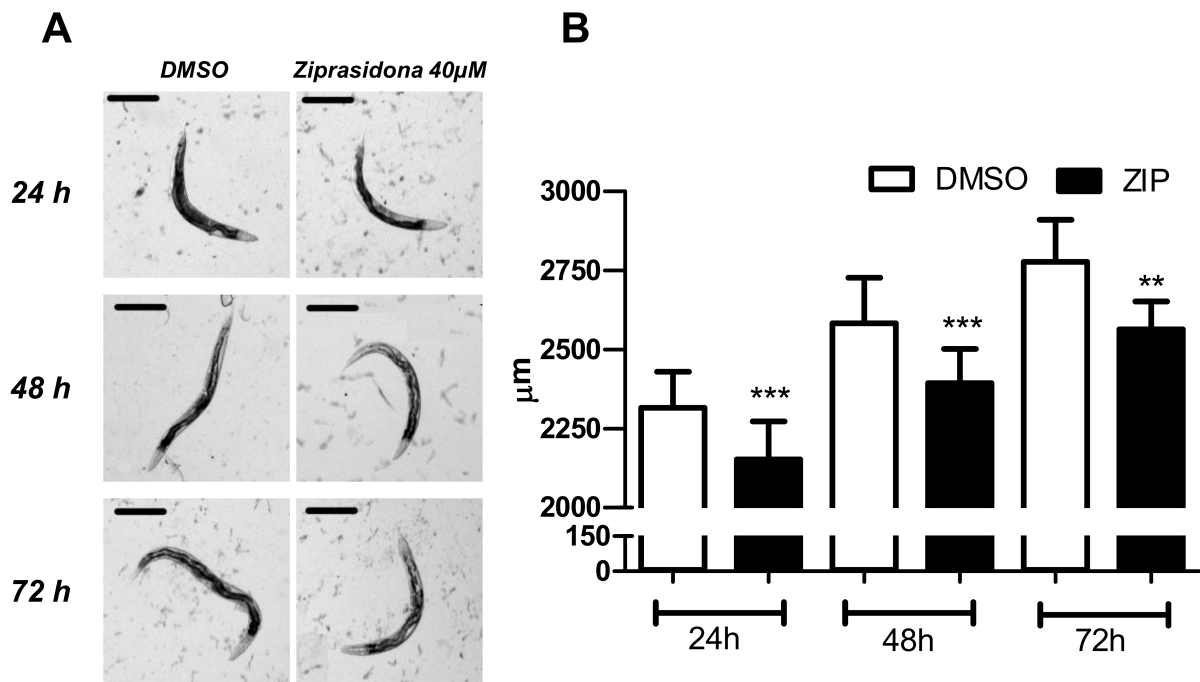 A
DMSO Ziprasidona 40μM
24 h
48 h
72 h
B
DMSO ZIP
μm
3000
2750
2500
2250
2000
150
0
***
***
**
24h 48h 72h